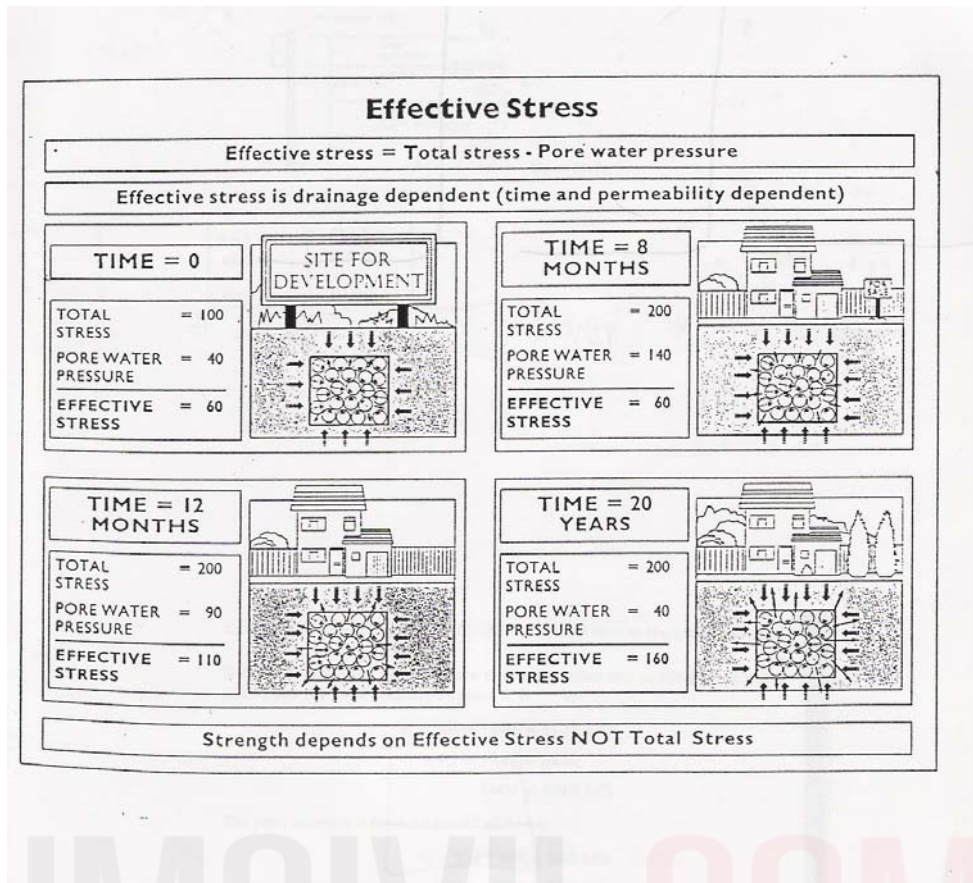 Effective Stress
Effective stress = Total stress - Pore water pressure
Effective stress is drainage dependent (time and permeability dependent)
TIME = 0
TOTAL STRESS = 100
PORE WATER PRESSURE = 40
EFFECTIVE STRESS = 60
SITE FOR
DEVELOPMENT
TIME = 8
MONTHS
TOTAL STRESS = 200
PORE WATER PRESSURE = 140
EFFECTIVE STRESS = 60
TIME = 12
MONTHS
TOTAL STRESS = 200
PORE WATER PRESSURE = 90
EFFECTIVE STRESS = 110
TIME = 20
YEARS
TOTAL STRESS = 200
PORE WATER PRESSURE = 40
EFFECTIVE STRESS = 160
Strength depends on Effective Stress NOT Total Stress